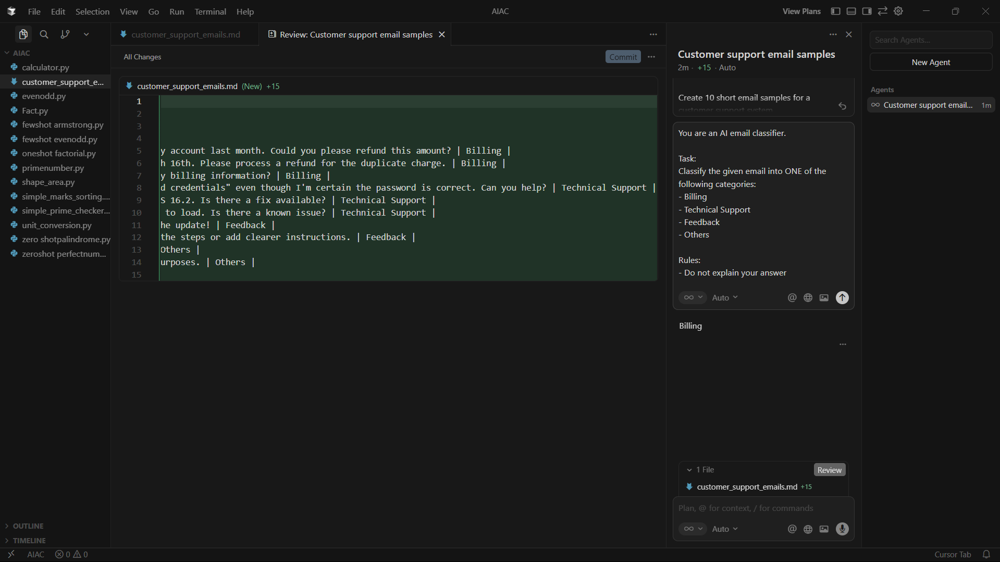 File Edit Selection View Go Run Terminal Help
AIAC
View Plans
AIAC
calculator.py
customer_support_e...
evenodd.py
Fact.py
fewshot armstrong.py
fewshot evenodd.py
oneshot factorial.py
primenumber.py
shape_area.py
simple_marks_sorting....
simple_prime_checker...
unit_conversion.py
zero shotpalindrome.py
zeroshot perfectnum...
OUTLINE
TIMELINE
customer_support_emails.md
Review: Customer support email samples
All Changes
Commit
customer_support_emails.md (New) +15
1
2
3
4
5 y account last month. Could you please refund this amount? | Billing |
6 h 16th. Please process a refund for the duplicate charge. | Billing |
7 y billing information? | Billing |
8 d credentials" even though I'm certain the password is correct. Can you help? | Technical Support |
9 S 16.2. Is there a fix available? | Technical Support |
10 to load. Is there a known issue? | Technical Support |
11 he update! | Feedback |
12 the steps or add clearer instructions. | Feedback |
13 Others |
14 urposes. | Others |
15
Customer support email samples
2m · +15 · Auto
Create 10 short email samples for a
customer support system
You are an AI email classifier.
Task:
Classify the given email into ONE of the
following categories:
- Billing
- Technical Support
- Feedback
- Others
Rules:
- Do not explain your answer
Auto
Billing
1 File
Review
customer_support_emails.md +15
Plan, @ for context, / for commands
Auto
Search Agents...
New Agent
Agents
Customer support email... 1m
AIAC
0
0
Cursor Tab